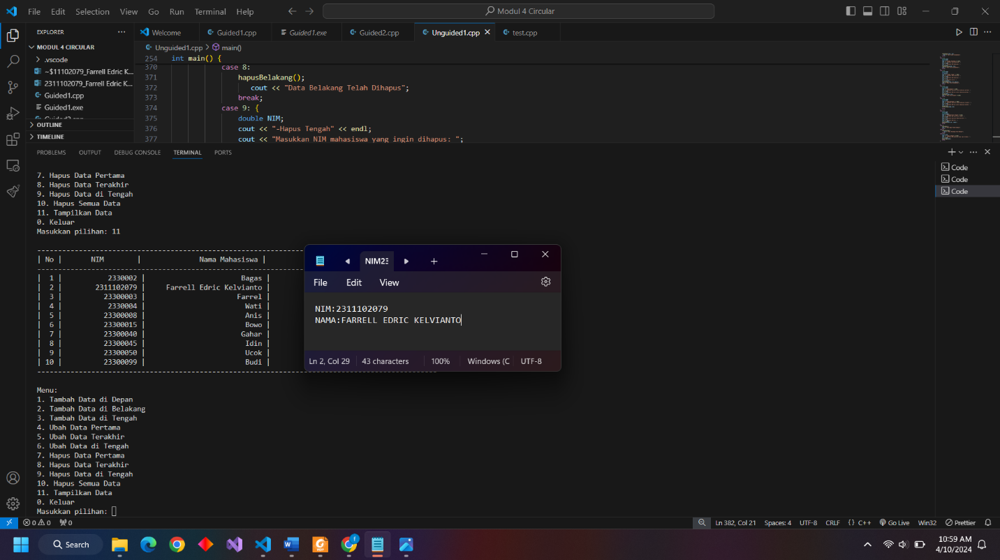 File Edit Selection View Go Run Terminal Help
Modul 4 Circular
EXPLORER
MODUL 4 CIRCULAR
.vscode
~$11102079_Farrell Edric K...
2311102079_Farrell Edric K...
Guided1.cpp
Guided1.exe
OUTLINE
TIMELINE
Welcome Guided1.cpp Guided1.exe Guided2.cpp Unguided1.cpp test.cpp
Unguided1.cpp > main()
254 int main() {
370 case 8:
371 hapusBelakang();
372 cout << "Data Belakang Telah Dihapus";
373 break;
374 case 9: {
375 double NIM;
376 cout << "-Hapus Tengah" << endl;
377 cout << "Masukkan NIM mahasiswa yang ingin dihapus: ";
PROBLEMS OUTPUT DEBUG CONSOLE TERMINAL PORTS
Code
Code
Code
7. Hapus Data Pertama
8. Hapus Data Terakhir
9. Hapus Data di Tengah
10. Hapus Semua Data
11. Tampilkan Data
0. Keluar
Masukkan pilihan: 11
| No | NIM | Nama Mahasiswa |
| 1 | 2330002 | Bagas |
| 2 | 2311102079 | Farrell Edric Kelvianto |
| 3 | 23300003 | Farrel |
| 4 | 2330004 | Wati |
| 5 | 23300008 | Anis |
| 6 | 23300015 | Bowo |
| 7 | 23300040 | Gahar |
| 8 | 23300045 | Idin |
| 9 | 23300050 | Ucok |
| 10 | 23300099 | Budi |
Menu:
1. Tambah Data di Depan
2. Tambah Data di Belakang
3. Tambah Data di Tengah
4. Ubah Data Pertama
5. Ubah Data Terakhir
6. Ubah Data di Tengah
7. Hapus Data Pertama
8. Hapus Data Terakhir
9. Hapus Data di Tengah
10. Hapus Semua Data
11. Tampilkan Data
0. Keluar
Masukkan pilihan:
NIM23
File Edit View
NIM:2311102079
NAMA:FARRELL EDRIC KELVIANTO
Ln 2, Col 29 43 characters 100% Windows (C UTF-8
0 0 0 Ln 382, Col 21 Spaces: 4 UTF-8 CRLF {} C++ Go Live Win32 Prettier
Search
10:59 AM
4/10/2024